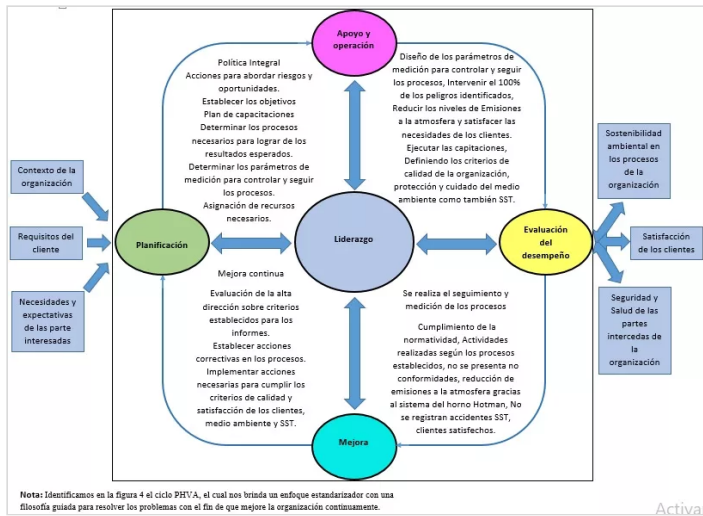 Apoyo y
operación
Política Integral
Acciones para abordar riesgos y
oportunidades.
Establecer los objetivos
Plan de capacitaciones
Determinar los procesos
necesarios para lograr de los
resultados esperados.
Determinar los parámetros de
medición para controlar y seguir
los procesos.
Asignación de recursos
necesarios.
Diseño de los parámetros de
medición para controlar y seguir
los procesos, Intervenir el 100%
de los peligros identificados,
Reducir los niveles de Emisiones
a la atmosfera y satisfacer las
necesidades de los clientes.
Ejecutar las capitaciones,
Definiendo los criterios de
calidad de la organización,
protección y cuidado del medio
ambiente como también SST.
Contexto de la
organización
Requisitos del
cliente
Necesidades y
expectativas
de las parte
interesadas
Planificación
Liderazgo
Evaluación
del
desempeño
Sostenibilidad
ambiental en
los procesos
de la
organización
Satisfacción
de los clientes
Seguridad y
Salud de las
partes
intercedas de
la
organización
Mejora continua
Evaluación de la alta
dirección sobre criterios
establecidos para los
informes.
Establecer acciones
correctivas en los procesos.
Implementar acciones
necesarias para cumplir los
criterios de calidad y
satisfacción de los clientes,
medio ambiente y SST.
Se realiza el seguimiento y
medición de los procesos
Cumplimiento de la
normatividad, Actividades
realizadas según los procesos
establecidos, no se presenta no
conformidades, reducción de
emisiones a la atmosfera gracias
al sistema del horno Hotman, No
se registran accidentes SST,
clientes satisfechos.
Mejora
Nota: Identificamos en la figura 4 el ciclo PHVA, el cual nos brinda un enfoque estandarizador con una
filosofía guiada para resolver los problemas con el fin de que mejore la organización continuamente.
Activa